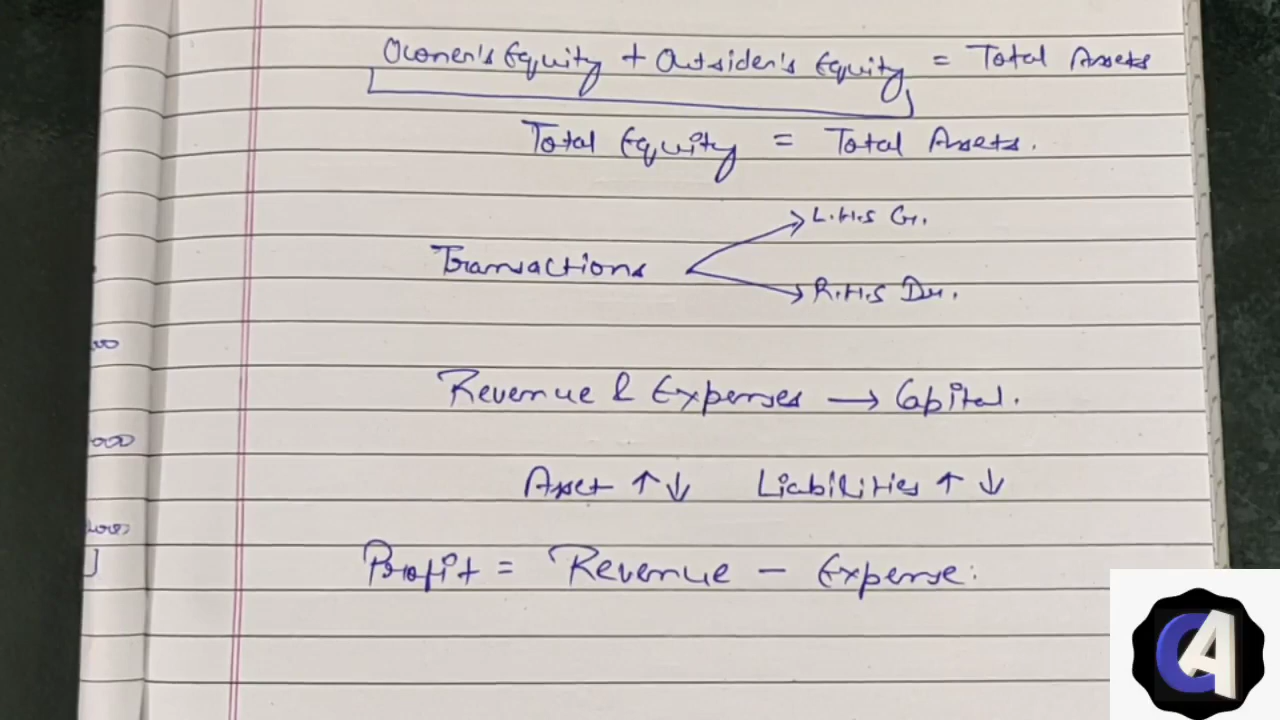 Owner's Equity + Outsider's Equity = Total Assets
Total Equity = Total Assets.
L.H.S Cr.
Transactions
R.H.S Dr.
Revenue & Expenses → Capital.
Asset ↑ ↓ Liabilities ↑ ↓
Profit = Revenue - Expense.
CA